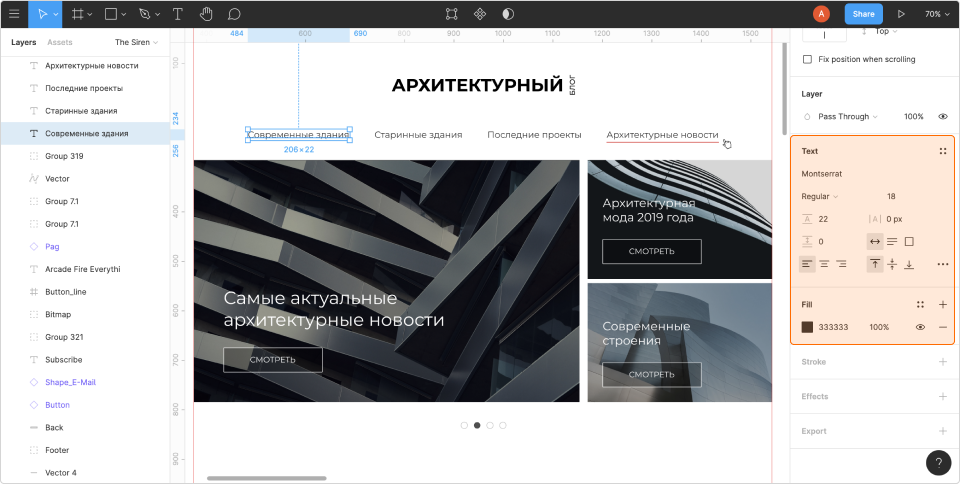 A
Share
70%
Layers
Assets
The Siren
Архитектурные новости
Последние проекты
Старинные здания
Современные здания
Group 319
Vector
Group 7.1
Group 7.1
Pag
Arcade Fire Everythi
Button_line
Bitmap
Group 321
Subscribe
Shape_E-Mail
Button
Back
Footer
Vector 4
484
600
690
800
900
1000
1100
1200
1300
1400
1500
100
234
256
400
500
600
700
800
900
АРХИТЕКТУРНЫЙ
БЛОГ
Современные здания
Старинные здания
Последние проекты
Архитектурные новости
206 × 22
Самые актуальные
архитектурные новости
СМОТРЕТЬ
Архитектурная
мода 2019 года
СМОТРЕТЬ
Современные
строения
СМОТРЕТЬ
Top
Fix position when scrolling
Layer
Pass Through
100%
Text
Montserrat
Regular
18
A
22
|A|
0 px
0
Fill
333333
100%
Stroke
Effects
Export
?